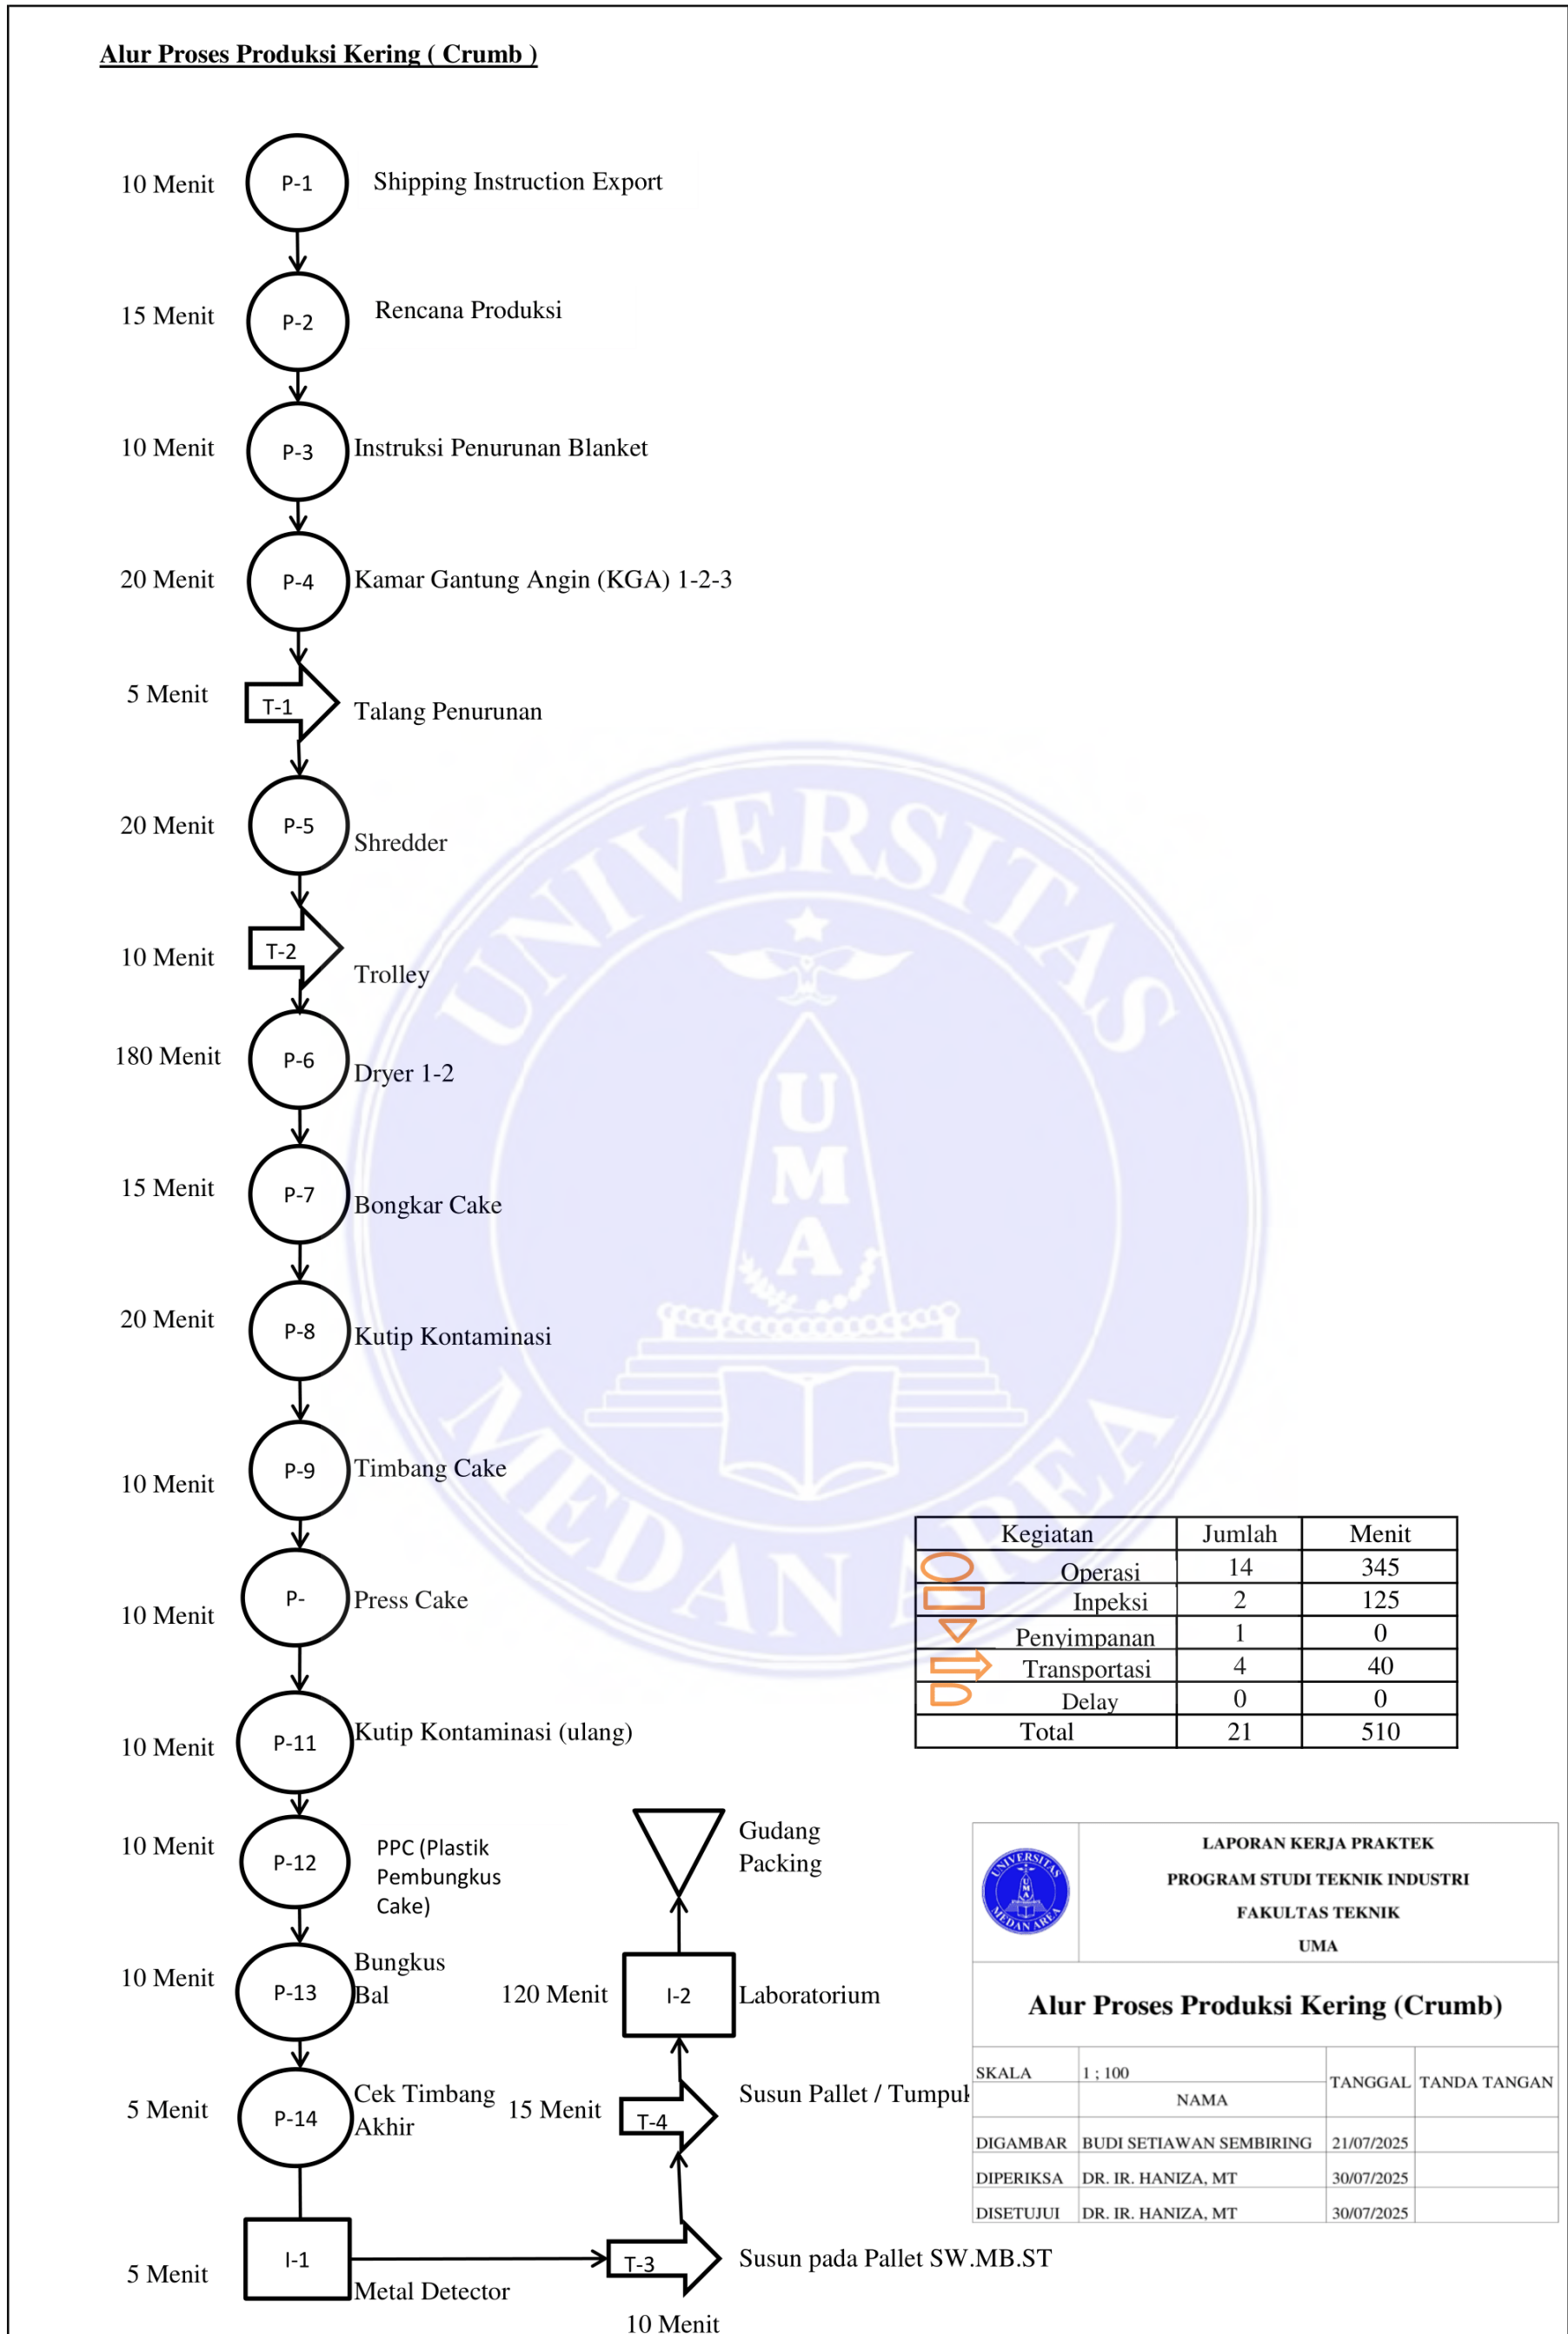 Alur Proses Produksi Kering ( Crumb )
10 Menit P-1 Shipping Instruction Export
15 Menit P-2 Rencana Produksi
10 Menit P-3 Instruksi Penurunan Blanket
20 Menit P-4 Kamar Gantung Angin (KGA) 1-2-3
5 Menit T-1 Talang Penurunan
20 Menit P-5 Shredder
10 Menit T-2 Trolley
180 Menit P-6 Dryer 1-2
15 Menit P-7 Bongkar Cake
20 Menit P-8 Kutip Kontaminasi
10 Menit P-9 Timbang Cake
10 Menit P- Press Cake
10 Menit P-11 Kutip Kontaminasi (ulang)
10 Menit P-12 PPC (Plastik
Pembungkus
Cake)
10 Menit P-13 Bungkus
Bal
5 Menit P-14 Cek Timbang
Akhir
5 Menit I-1 Metal Detector
T-3 Susun pada Pallet SW.MB.ST
10 Menit
15 Menit T-4 Susun Pallet / Tumpuk
120 Menit I-2 Laboratorium
Gudang
Packing
UNIVERSITAS
UMA
MEDAN AREA
Kegiatan Jumlah Menit
Operasi 14 345
Inpeksi 2 125
Penyimpanan 1 0
Transportasi 4 40
Delay 0 0
Total 21 510
UNIVERSITAS
UMA
MEDAN AREA
LAPORAN KERJA PRAKTEK
PROGRAM STUDI TEKNIK INDUSTRI
FAKULTAS TEKNIK
UMA
Alur Proses Produksi Kering (Crumb)
SKALA 1 ; 100 TANGGAL TANDA TANGAN
NAMA
DIGAMBAR BUDI SETIAWAN SEMBIRING 21/07/2025
DIPERIKSA DR. IR. HANIZA, MT 30/07/2025
DISETUJUI DR. IR. HANIZA, MT 30/07/2025